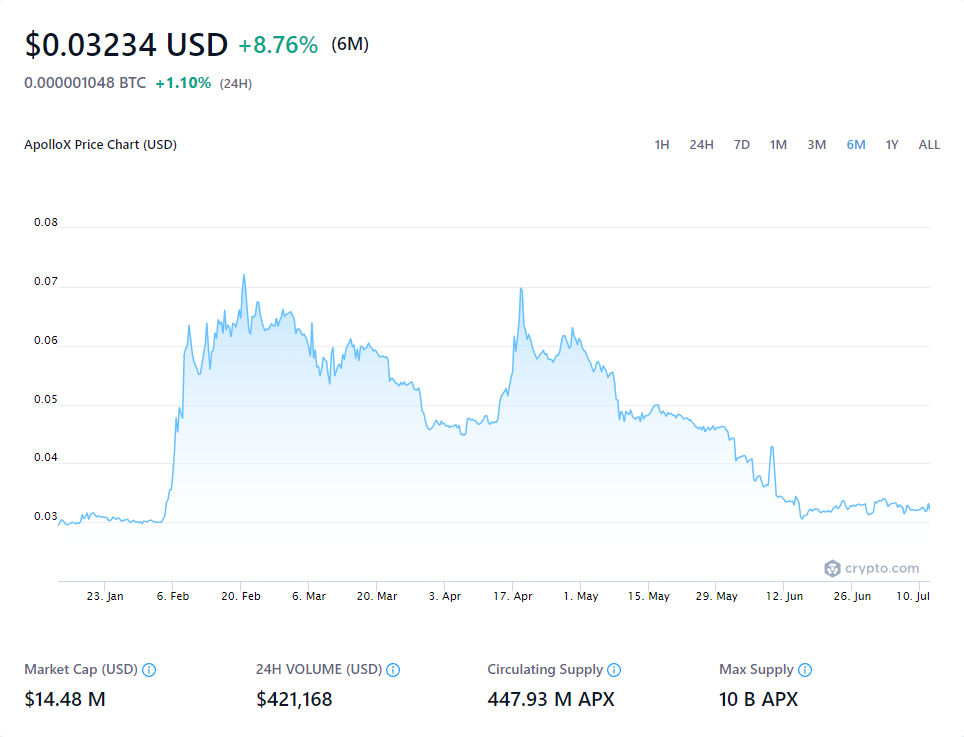 $0.03234 USD +8.76% (6M)
0.000001048 BTC +1.10% (24H)
ApolloX Price Chart (USD) 1H 24H 7D 1M 3M 6M 1Y ALL
0.08
0.07
0.06
0.05
0.04
0.03
crypto.com
23. Jan 6. Feb 20. Feb 6. Mar 20. Mar 3. Apr 17. Apr 1. May 15. May 29. May 12. Jun 26. Jun 10. Jul
Market Cap (USD) 24H VOLUME (USD) Circulating Supply Max Supply
$14.48 M $421,168 447.93 M APX 10 B APX